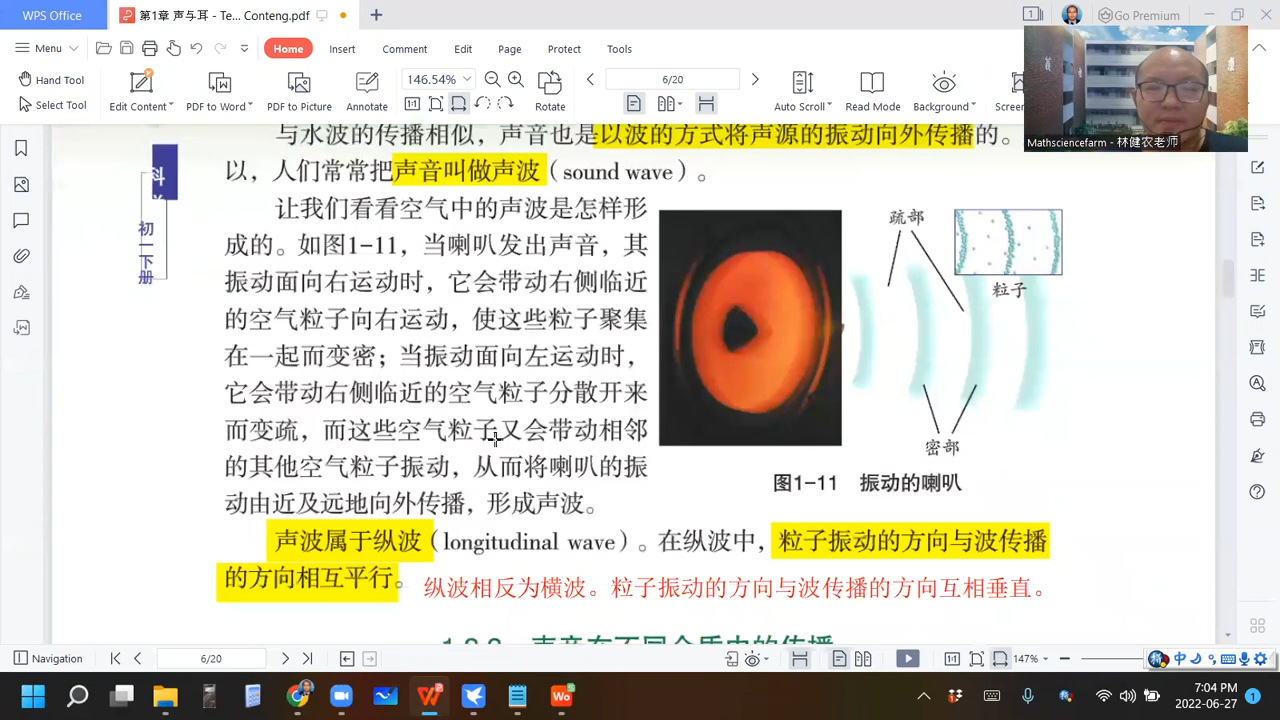 WPS Office
第1章 声与耳 - Te... Conteng.pdf
Go Premium
Menu
Home
Insert
Comment
Edit
Page
Protect
Tools
Hand Tool
Select Tool
Edit Content
PDF to Word
PDF to Picture
Annotate
146.54%
Rotate
6/20
Auto Scroll
Read Mode
Background
Mathsciencefarm - 林健农老师
与水波的传播相似，声音也是以波的方式将声源的振动向外传播的。
以，人们常常把声音叫做声波（sound wave）。
让我们看看空气中的声波是怎样形
成的。如图1-11，当喇叭发出声音，其
振动面向右运动时，它会带动右侧临近
的空气粒子向右运动，使这些粒子聚集
在一起而变密；当振动面向左运动时，
它会带动右侧临近的空气粒子分散开来
而变疏，而这些空气粒子又会带动相邻
的其他空气粒子振动，从而将喇叭的振
动由近及远地向外传播，形成声波。
初一下册
疏部
粒子
密部
图1-11 振动的喇叭
声波属于纵波（longitudinal wave）。在纵波中，粒子振动的方向与波传播
的方向相互平行。
纵波相反为横波。粒子振动的方向与波传播的方向互相垂直。
Navigation
6/20
147%
中
7:04 PM
2022-06-27